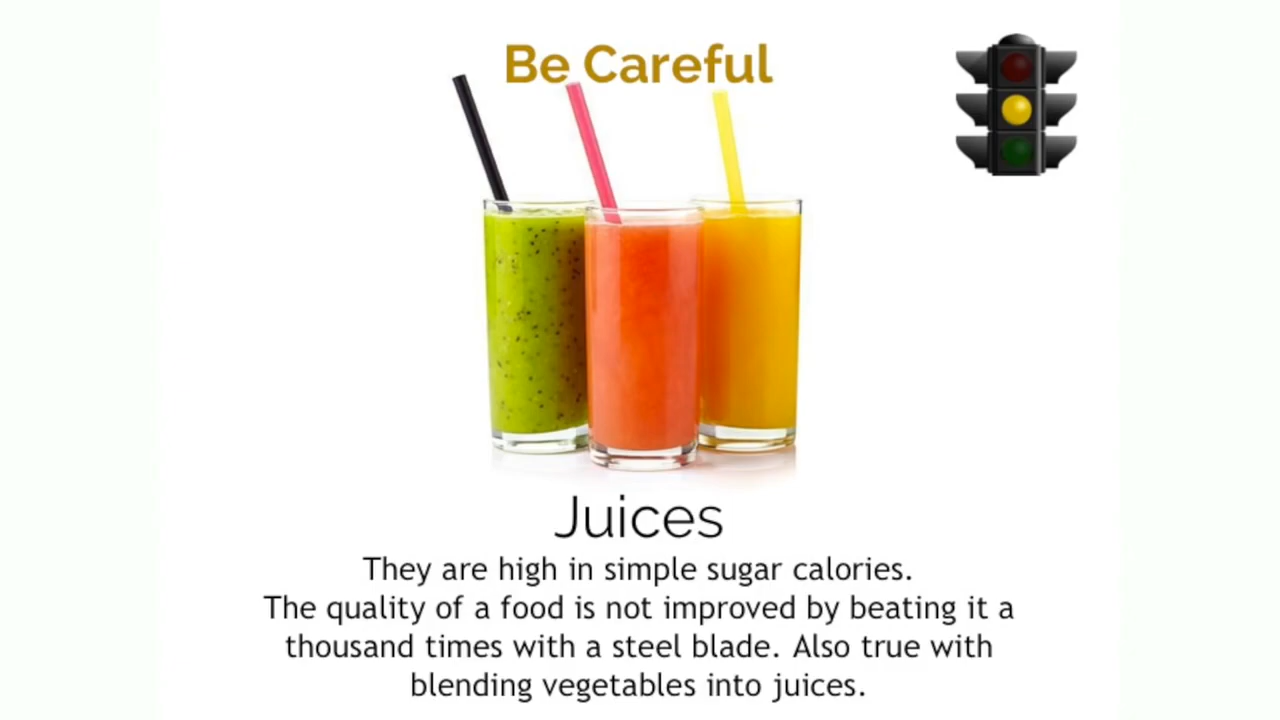 Be Careful
Juices
They are high in simple sugar calories.
The quality of a food is not improved by beating it a
thousand times with a steel blade. Also true with
blending vegetables into juices.